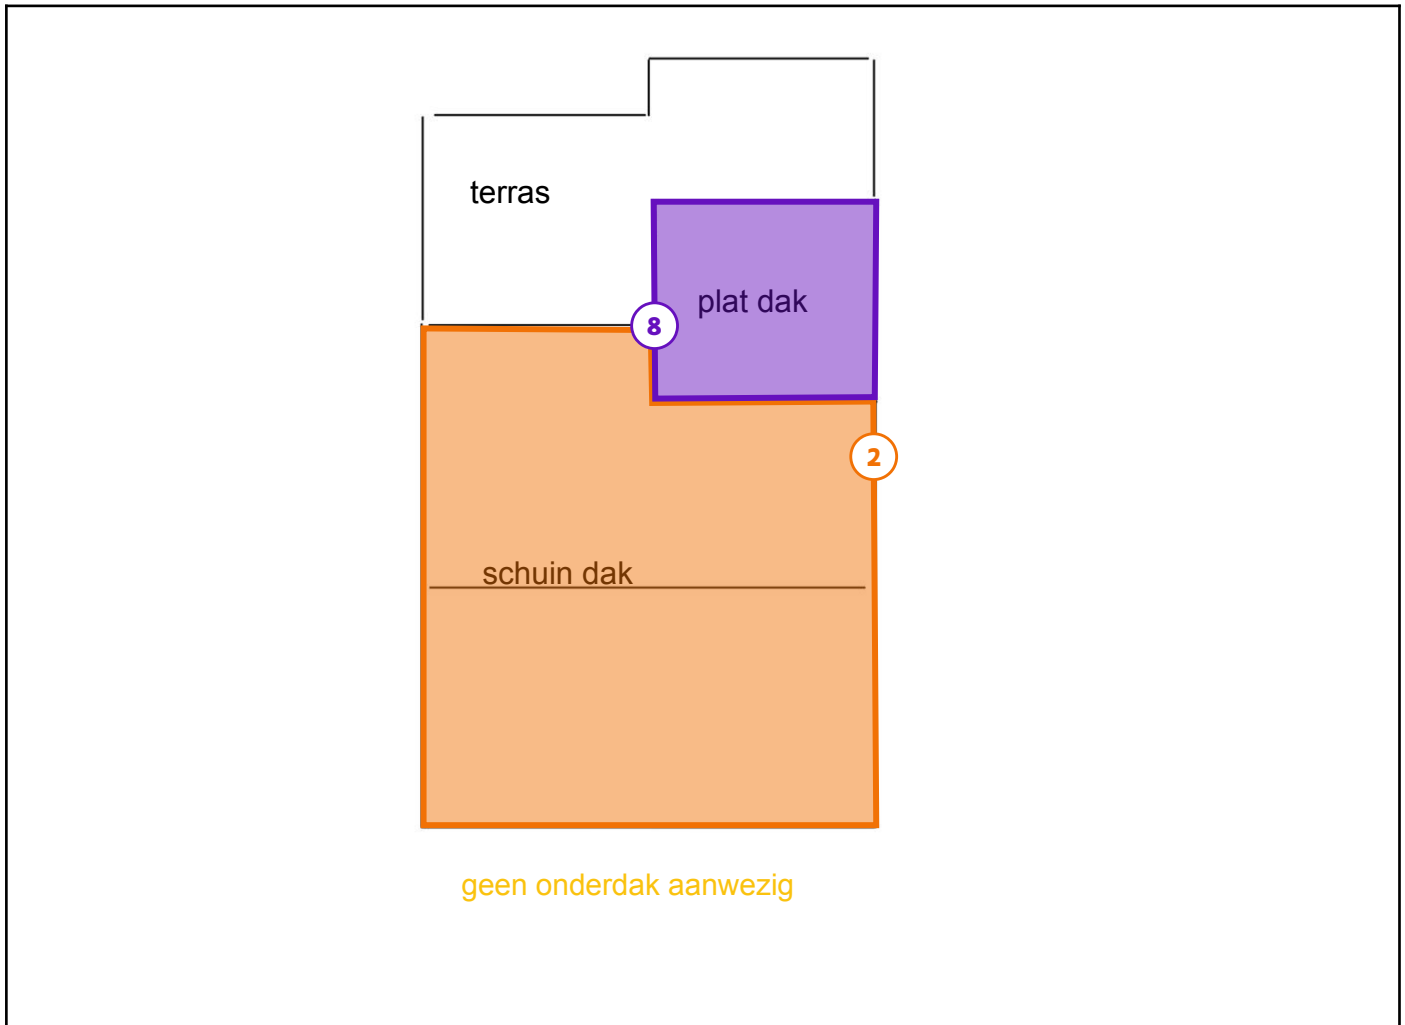 terras
plat dak
8
2
schuin dak
geen onderdak aanwezig